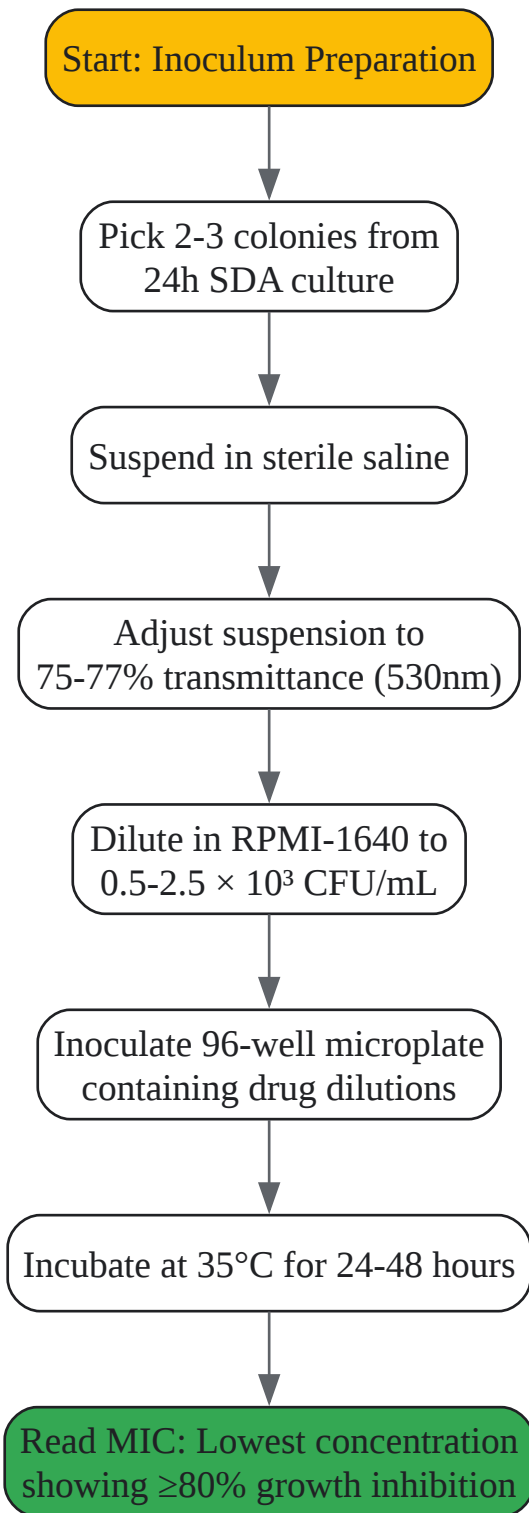 Start: Inoculum Preparation
Pick 2-3 colonies from
24h SDA culture
Suspend in sterile saline
Adjust suspension to
75-77% transmittance (530nm)
Dilute in RPMI-1640 to
0.5-2.5 × 10³ CFU/mL
Inoculate 96-well microplate
containing drug dilutions
Incubate at 35°C for 24-48 hours
Read MIC: Lowest concentration
showing ≥80% growth inhibition